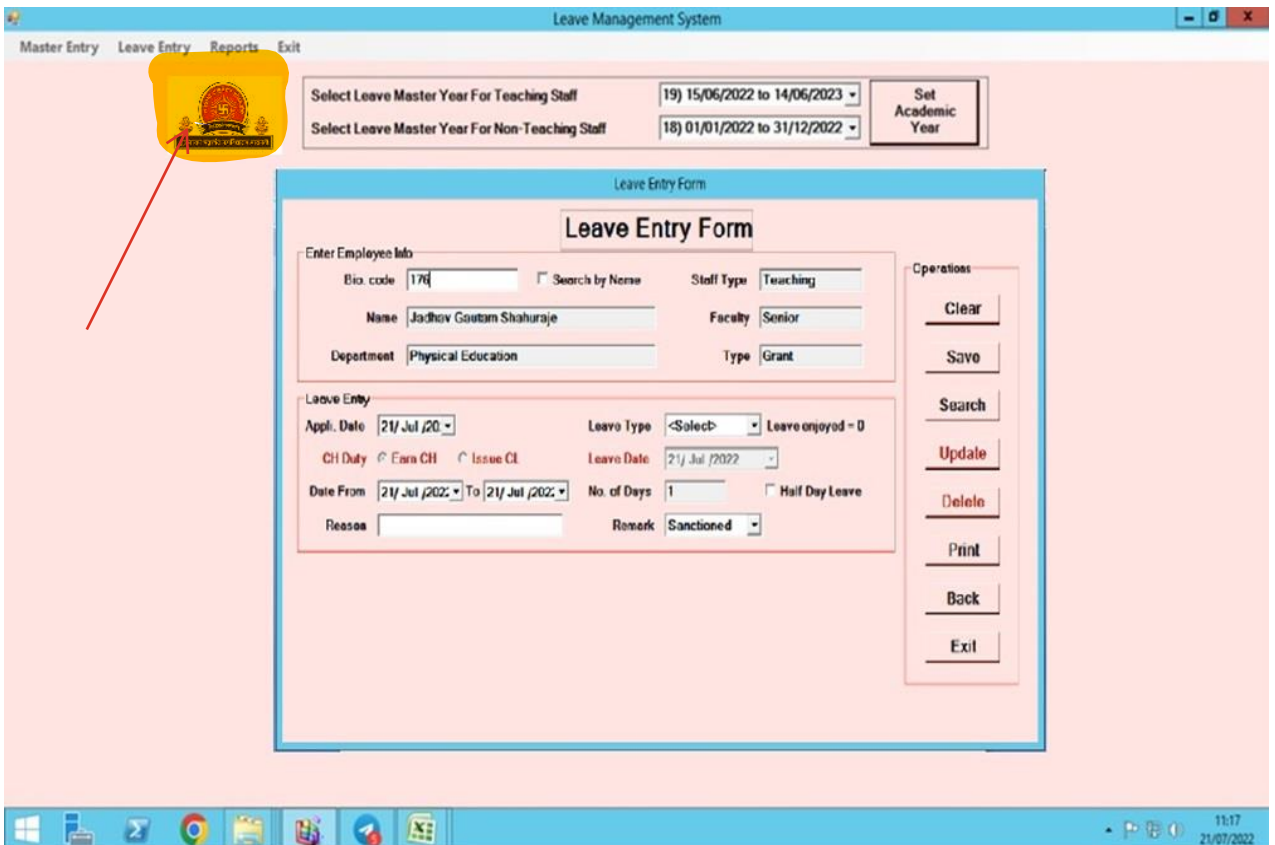 Leave Management System
Master Entry Leave Entry Reports Exit
Select Leave Master Year For Teaching Staff 19) 15/06/2022 to 14/06/2023
Select Leave Master Year For Non-Teaching Staff 18) 01/01/2022 to 31/12/2022
Set
Academic
Year
Leave Entry Form
Leave Entry Form
Enter Employee Info
Bio. code 176 Search by Name Staff Type Teaching
Name Jadhav Gautam Shahuraje Faculty Senior
Department Physical Education Type Grant
Leave Entry
Appli. Date 21/ Jul /20 Leave Type <Select> Leave enjoyed = 0
CH Duty Earn CH Issue CL Leave Date 21/ Jul /2022
Date From 21/ Jul /2022 To 21/ Jul /2022 No. of Days 1 Half Day Leave
Reason Remark Sanctioned
Operations
Clear
Save
Search
Update
Delete
Print
Back
Exit
11:17
21/07/2022